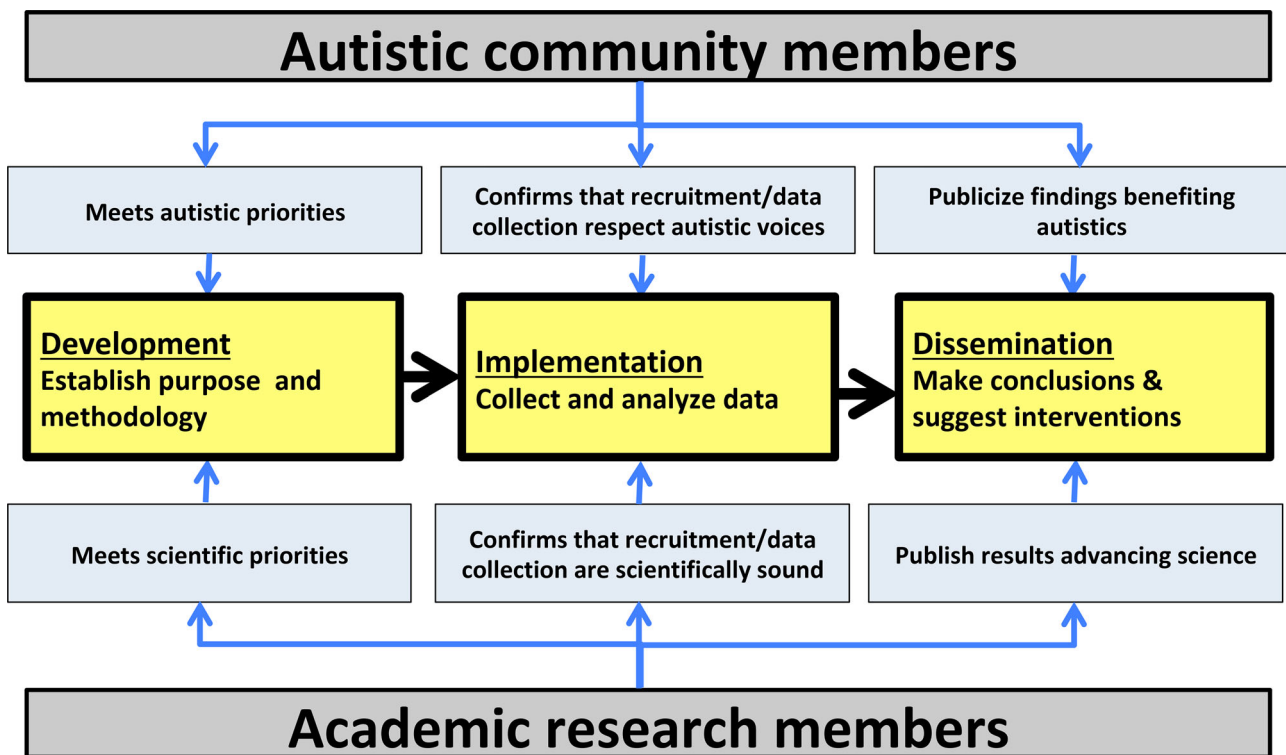 Autistic community members
Meets autistic priorities
Confirms that recruitment/data
collection respect autistic voices
Publicize findings benefiting
autistics
Development
Establish purpose and
methodology
Implementation
Collect and analyze data
Dissemination
Make conclusions &
suggest interventions
Meets scientific priorities
Confirms that recruitment/data
collection are scientifically sound
Publish results advancing science
Academic research members